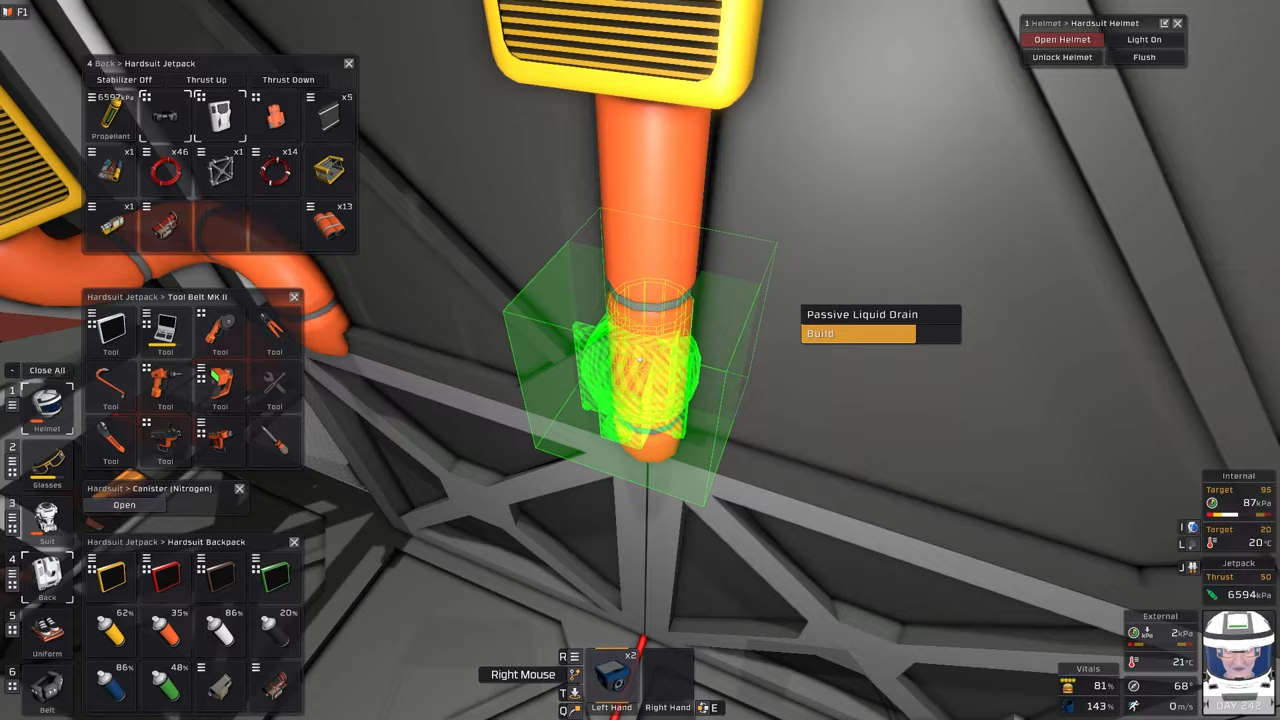 F1
4 Back > Hardsuit Jetpack
Stabilizer Off Thrust Up Thrust Down
6597kPa x5
Propellant
x1 x46 x1 x14
x1 x13
Hardsuit Jetpack > Tool Belt MK II
Tool Tool Tool Tool
Tool Tool Tool Tool
Tool Tool
Close All
1
Helmet
2
Glasses
3
Suit
4
Back
5
Uniform
6
Belt
Hardsuit > Canister (Nitrogen)
Open
Hardsuit Jetpack > Hardsuit Backpack
62% 35% 86% 20%
86% 48%
Passive Liquid Drain
Build
1 Helmet > Hardsuit Helmet
Open Helmet Light On
Unlock Helmet Flush
Right Mouse
R
T
Q
x2
Left Hand Right Hand E
Internal
Target 95
87kPa
Target 20
20°C
I
L
J
Jetpack
Thrust 50
6594kPa
External
kPa 2kPa
21°C
68°
0m/s
Vitals
81%
143%
DAY 242